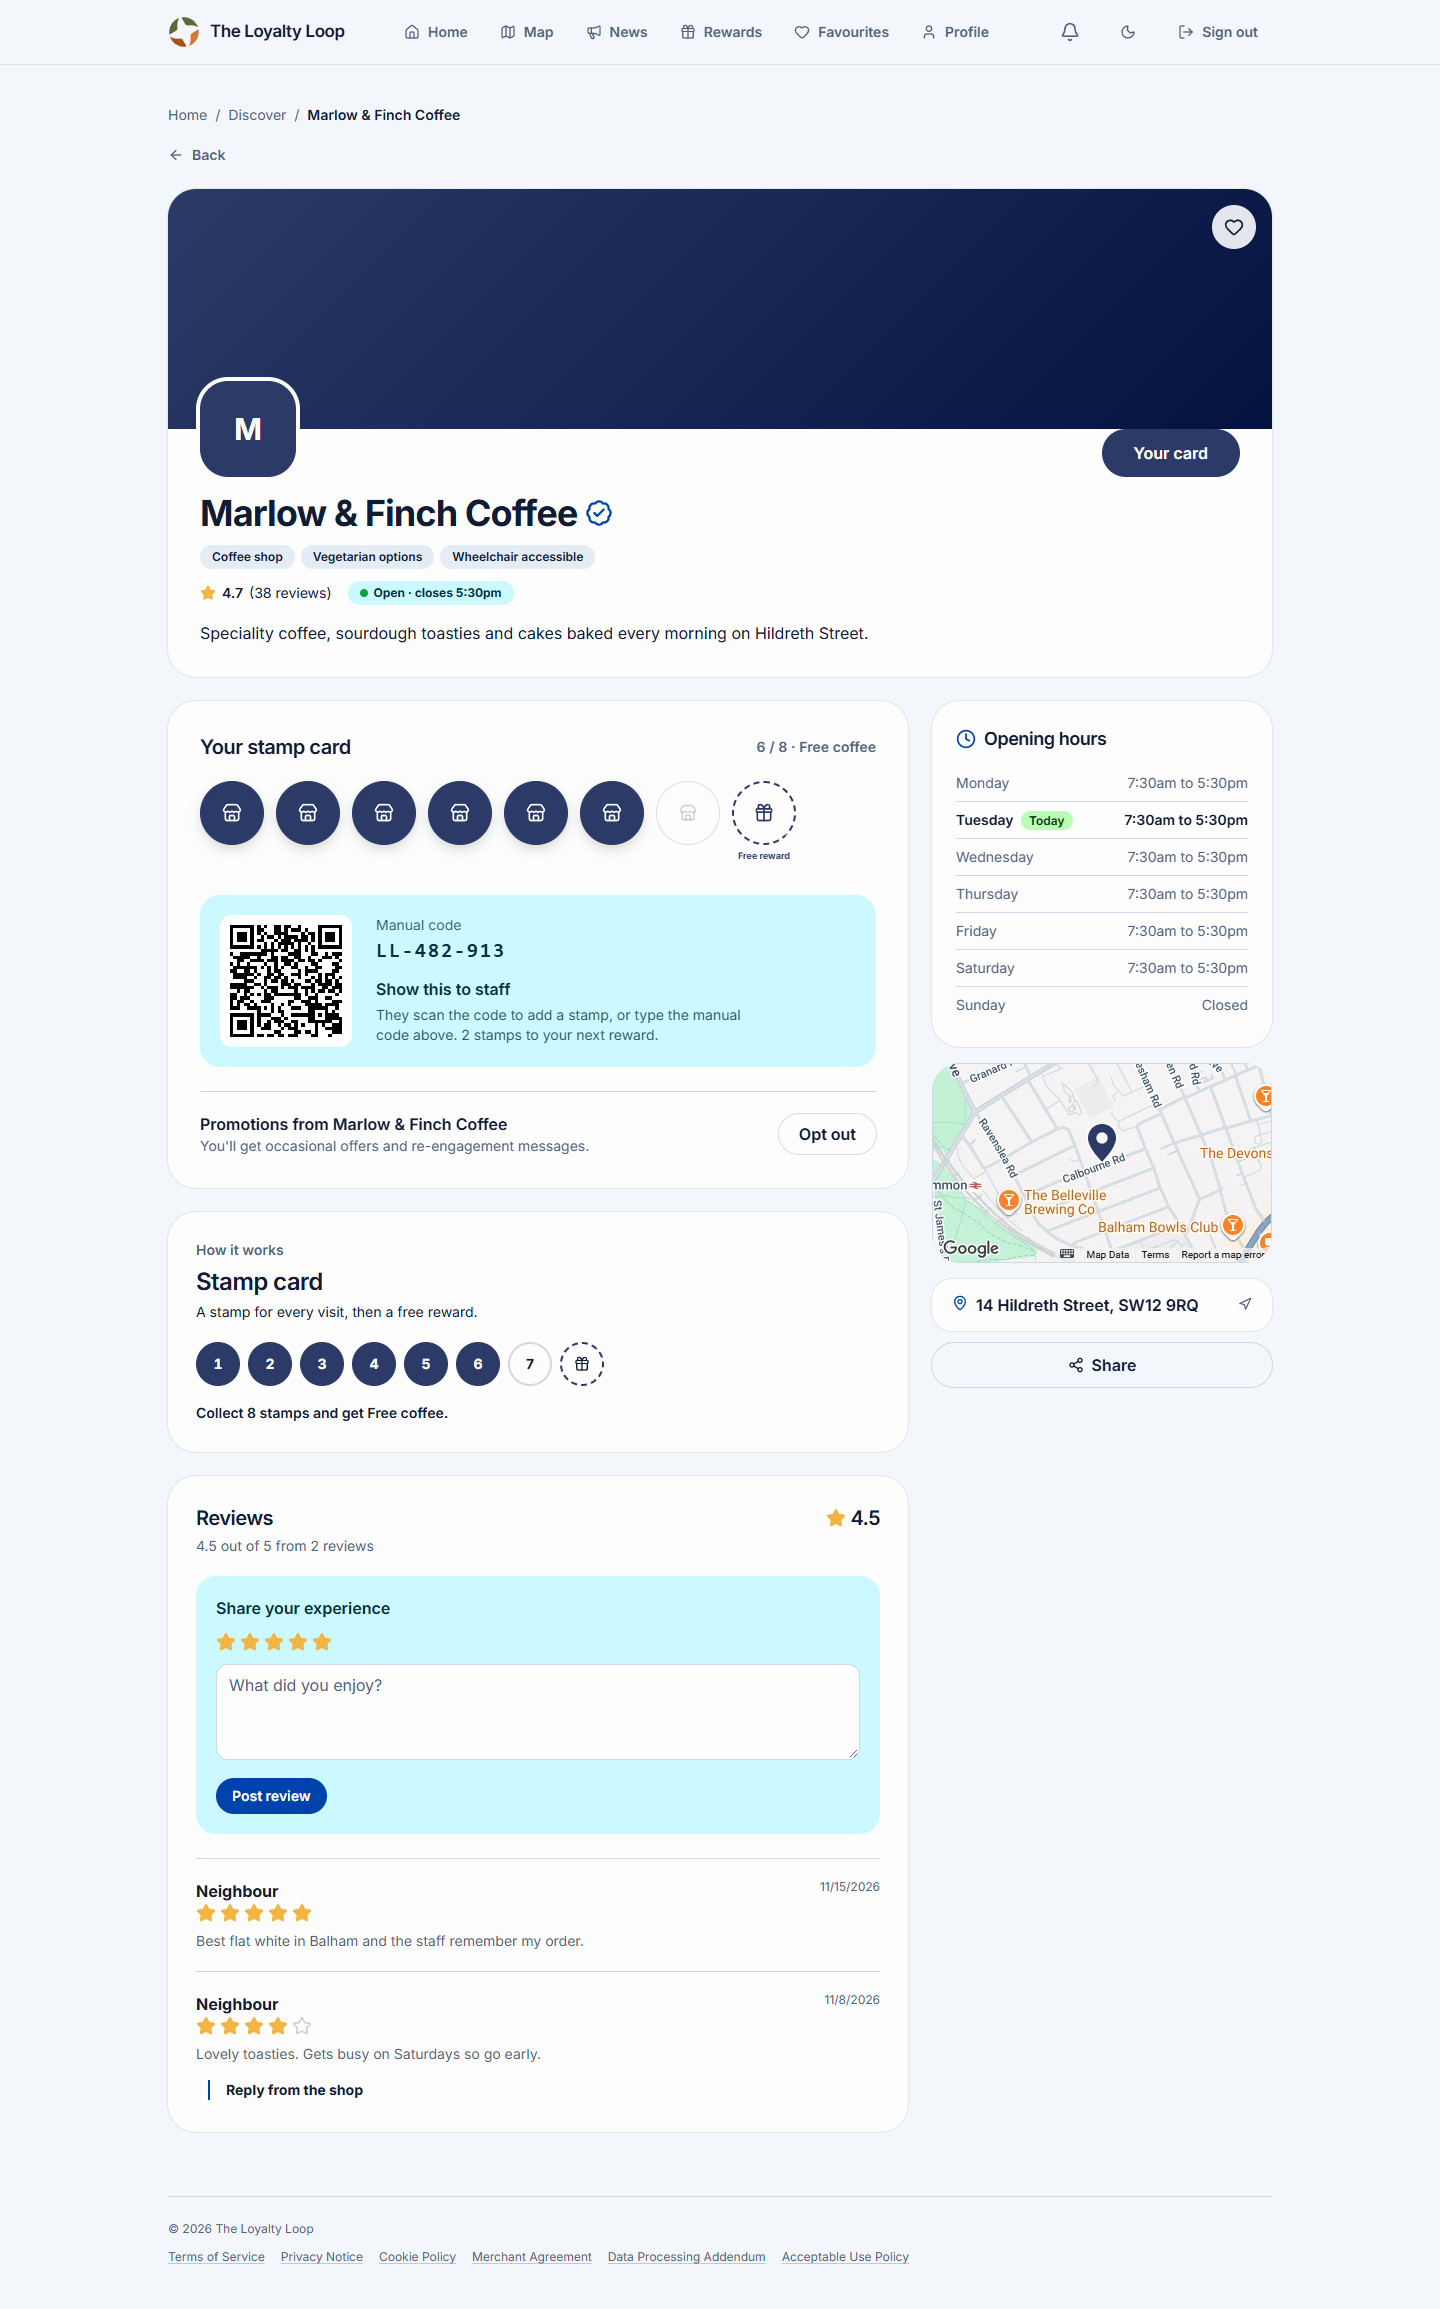 The Loyalty Loop
Home
Map
News
Rewards
Favourites
Profile
Sign out
Home / Discover / Marlow & Finch Coffee
Back
M
Your card
Marlow & Finch Coffee
Coffee shop
Vegetarian options
Wheelchair accessible
4.7 (38 reviews)
Open · closes 5:30pm
Speciality coffee, sourdough toasties and cakes baked every morning on Hildreth Street.
Your stamp card
6 / 8 · Free coffee
Free reward
Manual code
LL-482-913
Show this to staff
They scan the code to add a stamp, or type the manual
code above. 2 stamps to your next reward.
Promotions from Marlow & Finch Coffee
You'll get occasional offers and re-engagement messages.
Opt out
Opening hours
Monday 7:30am to 5:30pm
Tuesday Today 7:30am to 5:30pm
Wednesday 7:30am to 5:30pm
Thursday 7:30am to 5:30pm
Friday 7:30am to 5:30pm
Saturday 7:30am to 5:30pm
Sunday Closed
Granard
Ravenslea Rd
Calbourne Rd
The Devons
mmon
The Belleville
Brewing Co
Balham Bowls Club
St James's
Google
Map Data
Terms
Report a map error
14 Hildreth Street, SW12 9RQ
Share
How it works
Stamp card
A stamp for every visit, then a free reward.
1 2 3 4 5 6 7
Collect 8 stamps and get Free coffee.
Reviews
4.5
4.5 out of 5 from 2 reviews
Share your experience
What did you enjoy?
Post review
Neighbour
11/15/2026
Best flat white in Balham and the staff remember my order.
Neighbour
11/8/2026
Lovely toasties. Gets busy on Saturdays so go early.
Reply from the shop
© 2026 The Loyalty Loop
Terms of Service
Privacy Notice
Cookie Policy
Merchant Agreement
Data Processing Addendum
Acceptable Use Policy